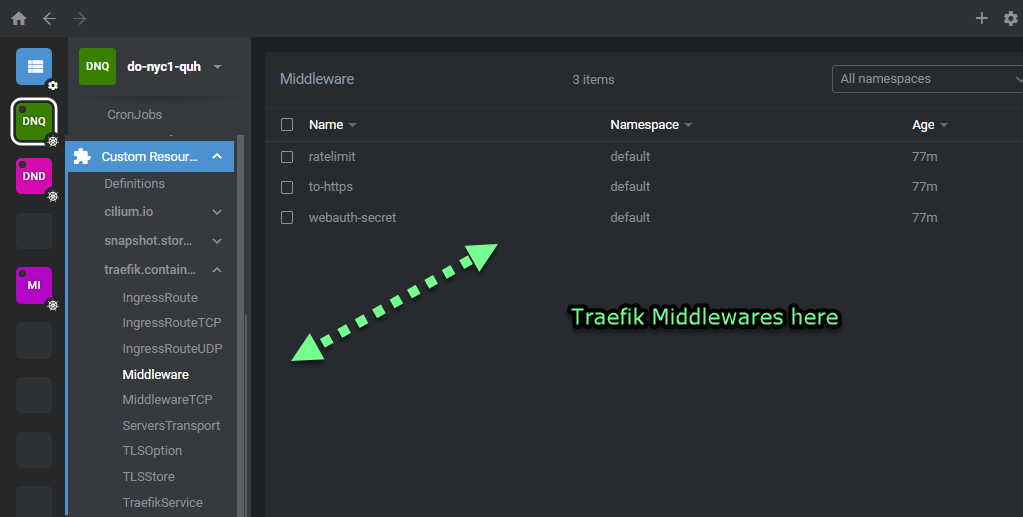 DNQ do-nyc1-quh
DNQ
DND
MI
CronJobs
Custom Resour...
Definitions
cilium.io
snapshot.stor...
traefik.contain...
IngressRoute
IngressRouteTCP
IngressRouteUDP
Middleware
MiddlewareTCP
ServersTransport
TLSOption
TLSStore
TraefikService
Middleware 3 items All namespaces
Name Namespace Age
ratelimit default 77m
to-https default 77m
webauth-secret default 77m
Traefik Middlewares here